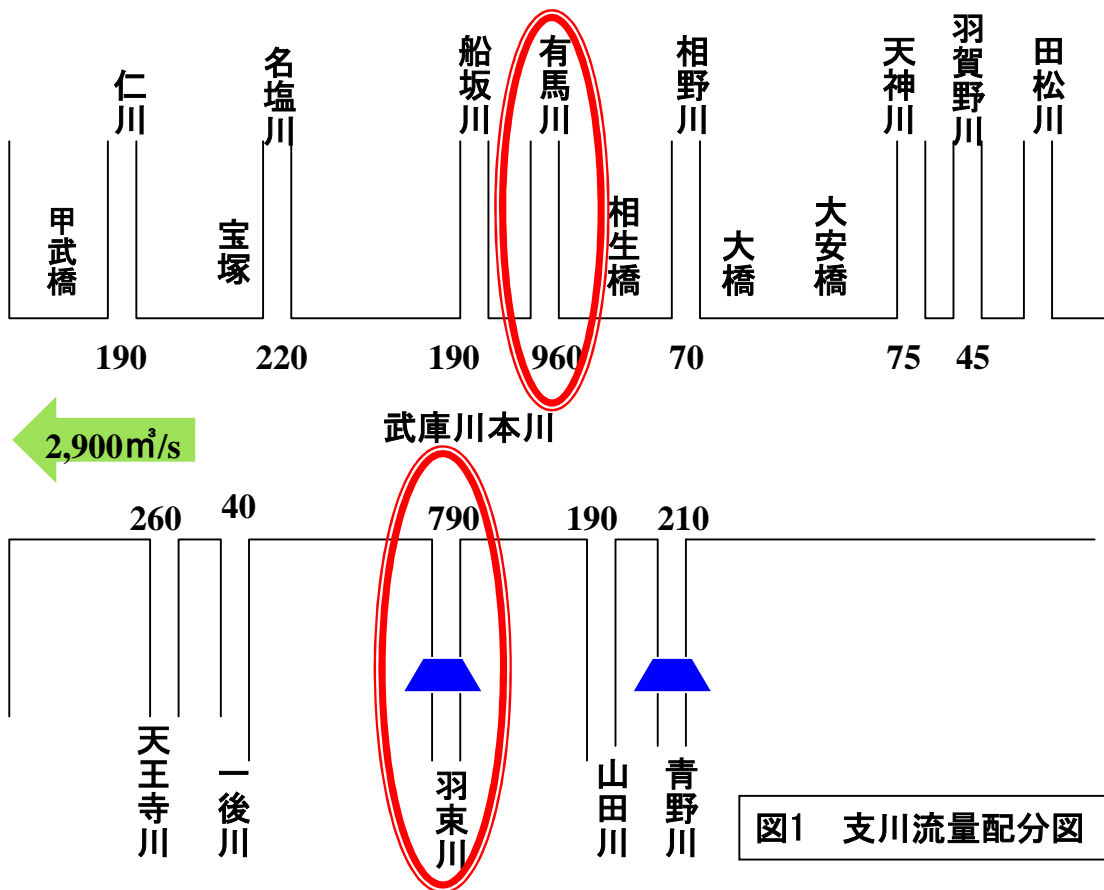 仁川
名塩川
船坂川
有馬川
相野川
天神川
羽賀野川
田松川
甲武橋
宝塚
相生橋
大橋
大安橋
190
220
190
960
70
75
45
2,900㎥/s
武庫川本川
260
40
790
190
210
天王寺川
一後川
羽束川
山田川
青野川
図1 支川流量配分図